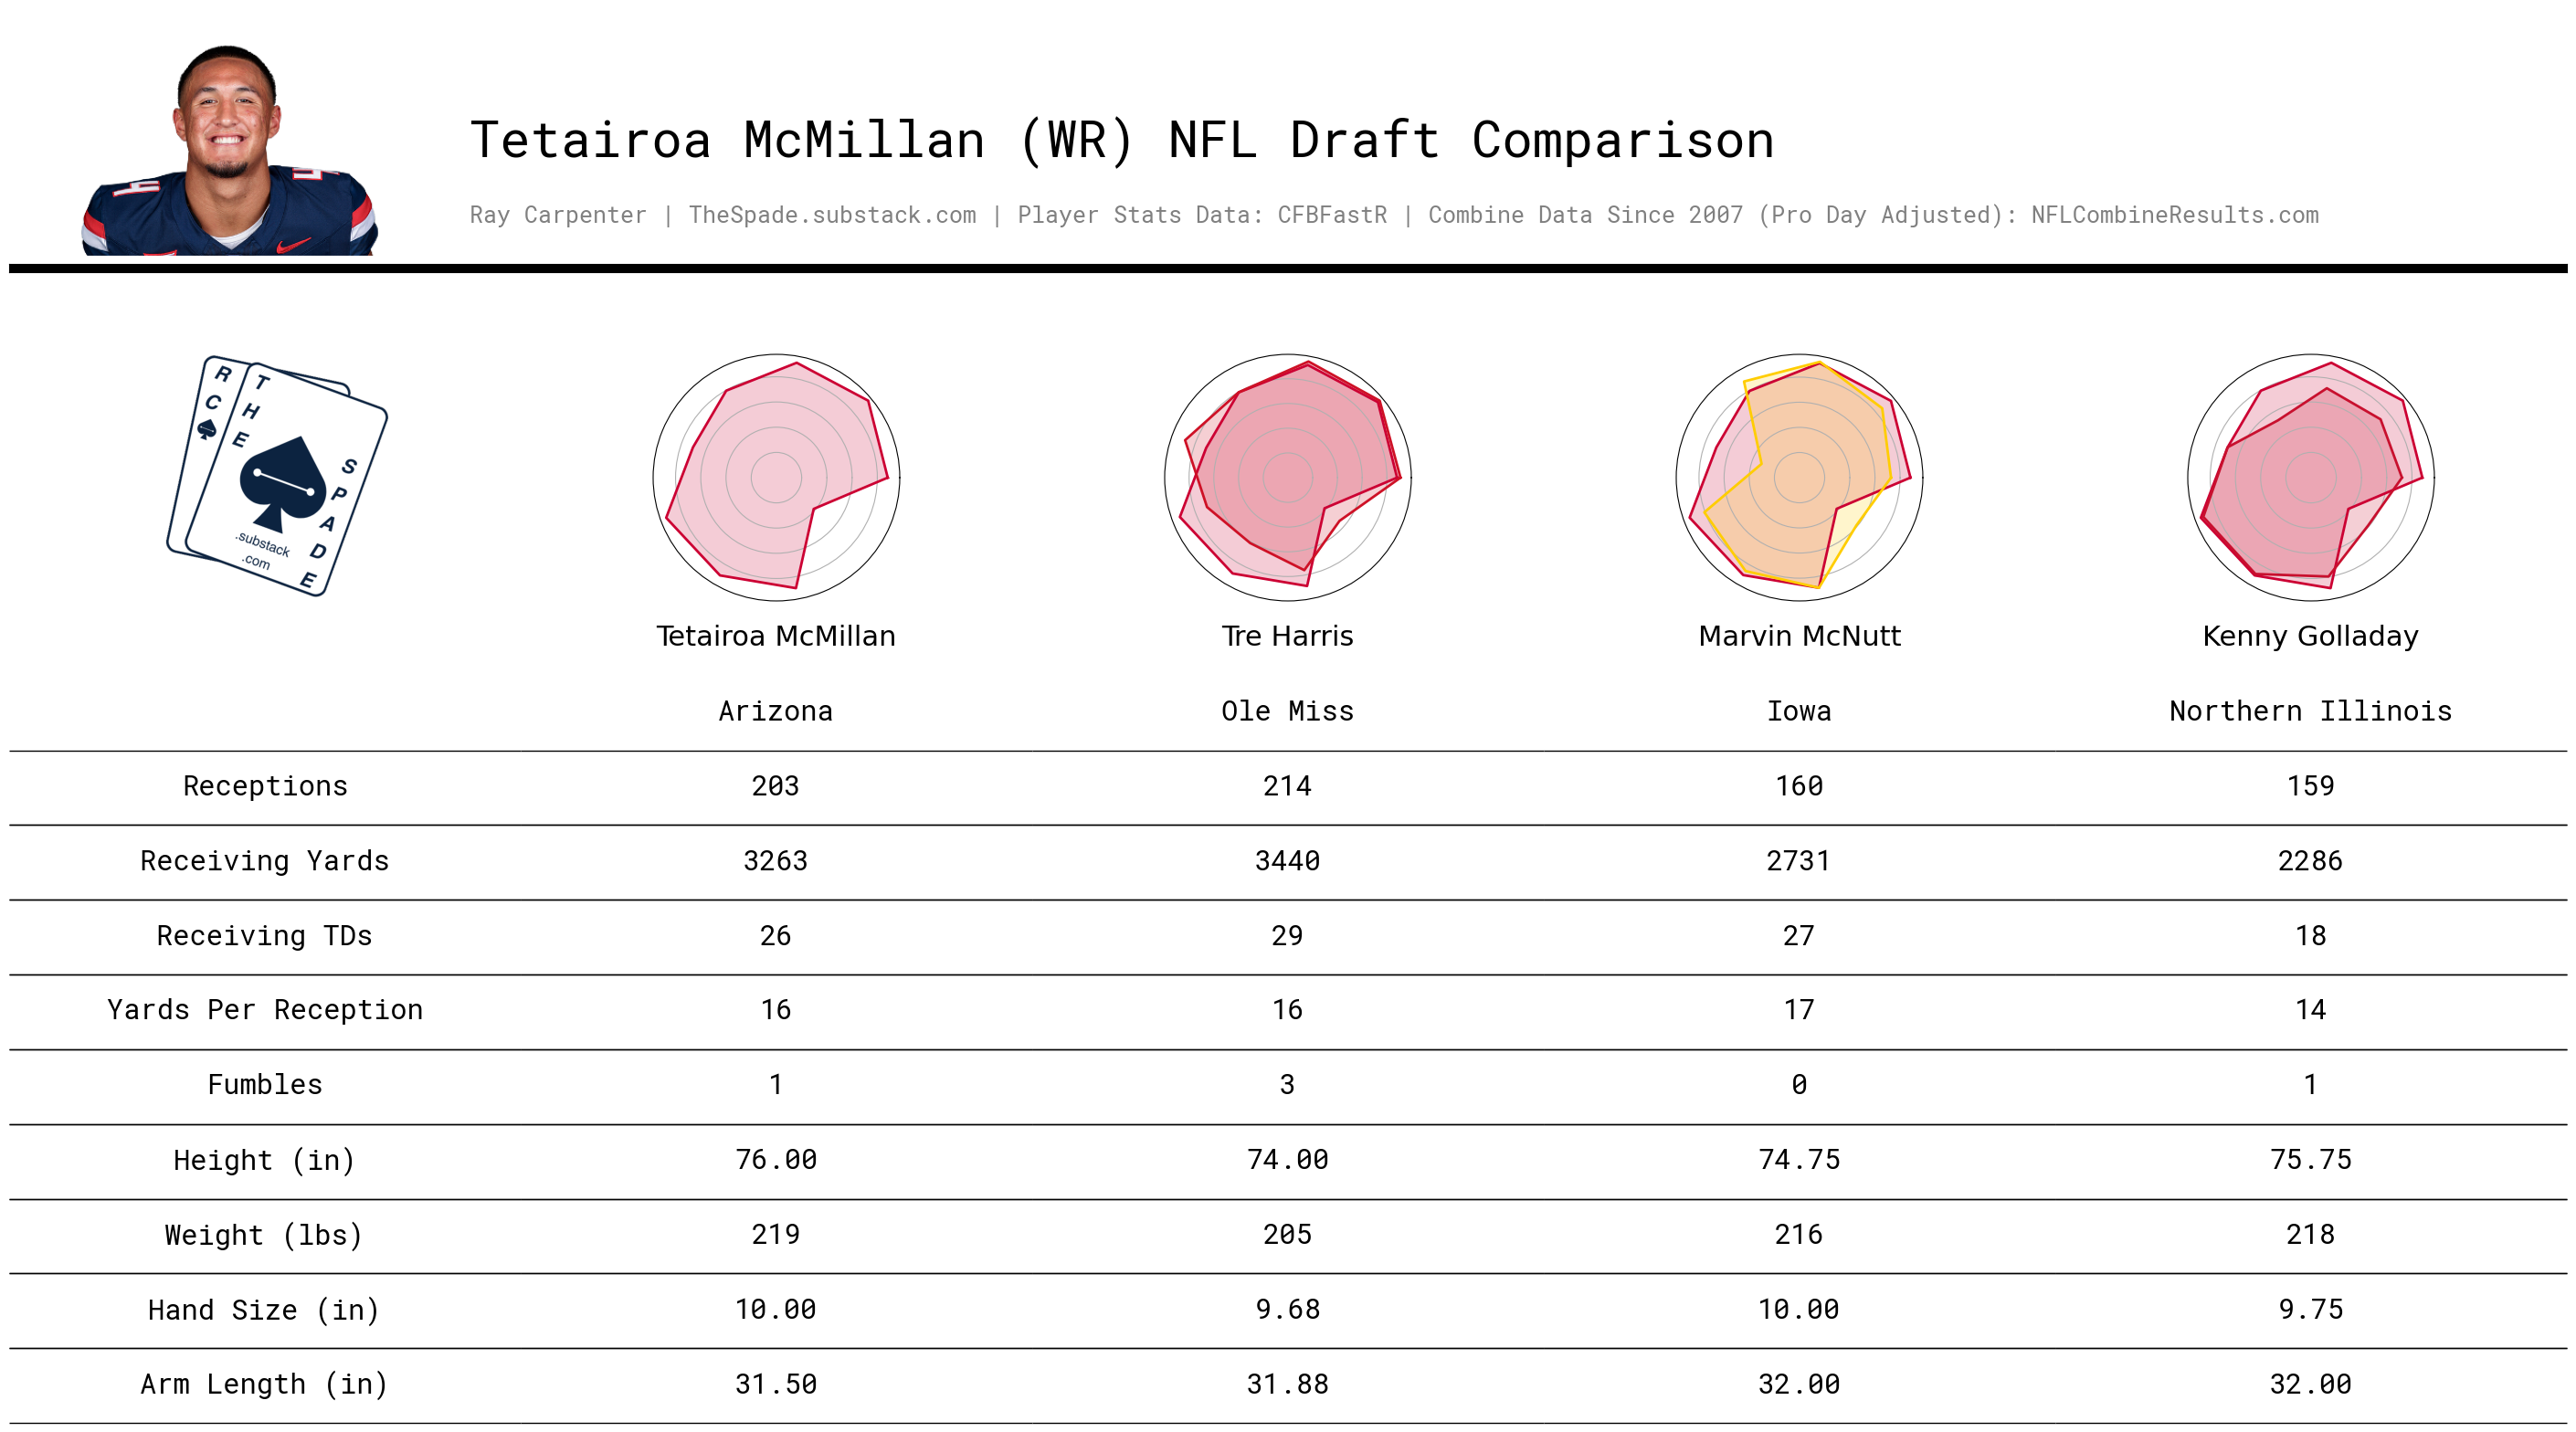 Tetairoa McMillan (WR) NFL Draft Comparison
Ray Carpenter | TheSpade.substack.com | Player Stats Data: CFBFastR | Combine Data Since 2007 (Pro Day Adjusted): NFLCombineResults.com
4 4
RC
THE
SPADE
.substack
.com
Tetairoa McMillan Tre Harris Marvin McNutt Kenny Golladay
Arizona Ole Miss Iowa Northern Illinois
Receptions 203 214 160 159
Receiving Yards 3263 3440 2731 2286
Receiving TDs 26 29 27 18
Yards Per Reception 16 16 17 14
Fumbles 1 3 0 1
Height (in) 76.00 74.00 74.75 75.75
Weight (lbs) 219 205 216 218
Hand Size (in) 10.00 9.68 10.00 9.75
Arm Length (in) 31.50 31.88 32.00 32.00